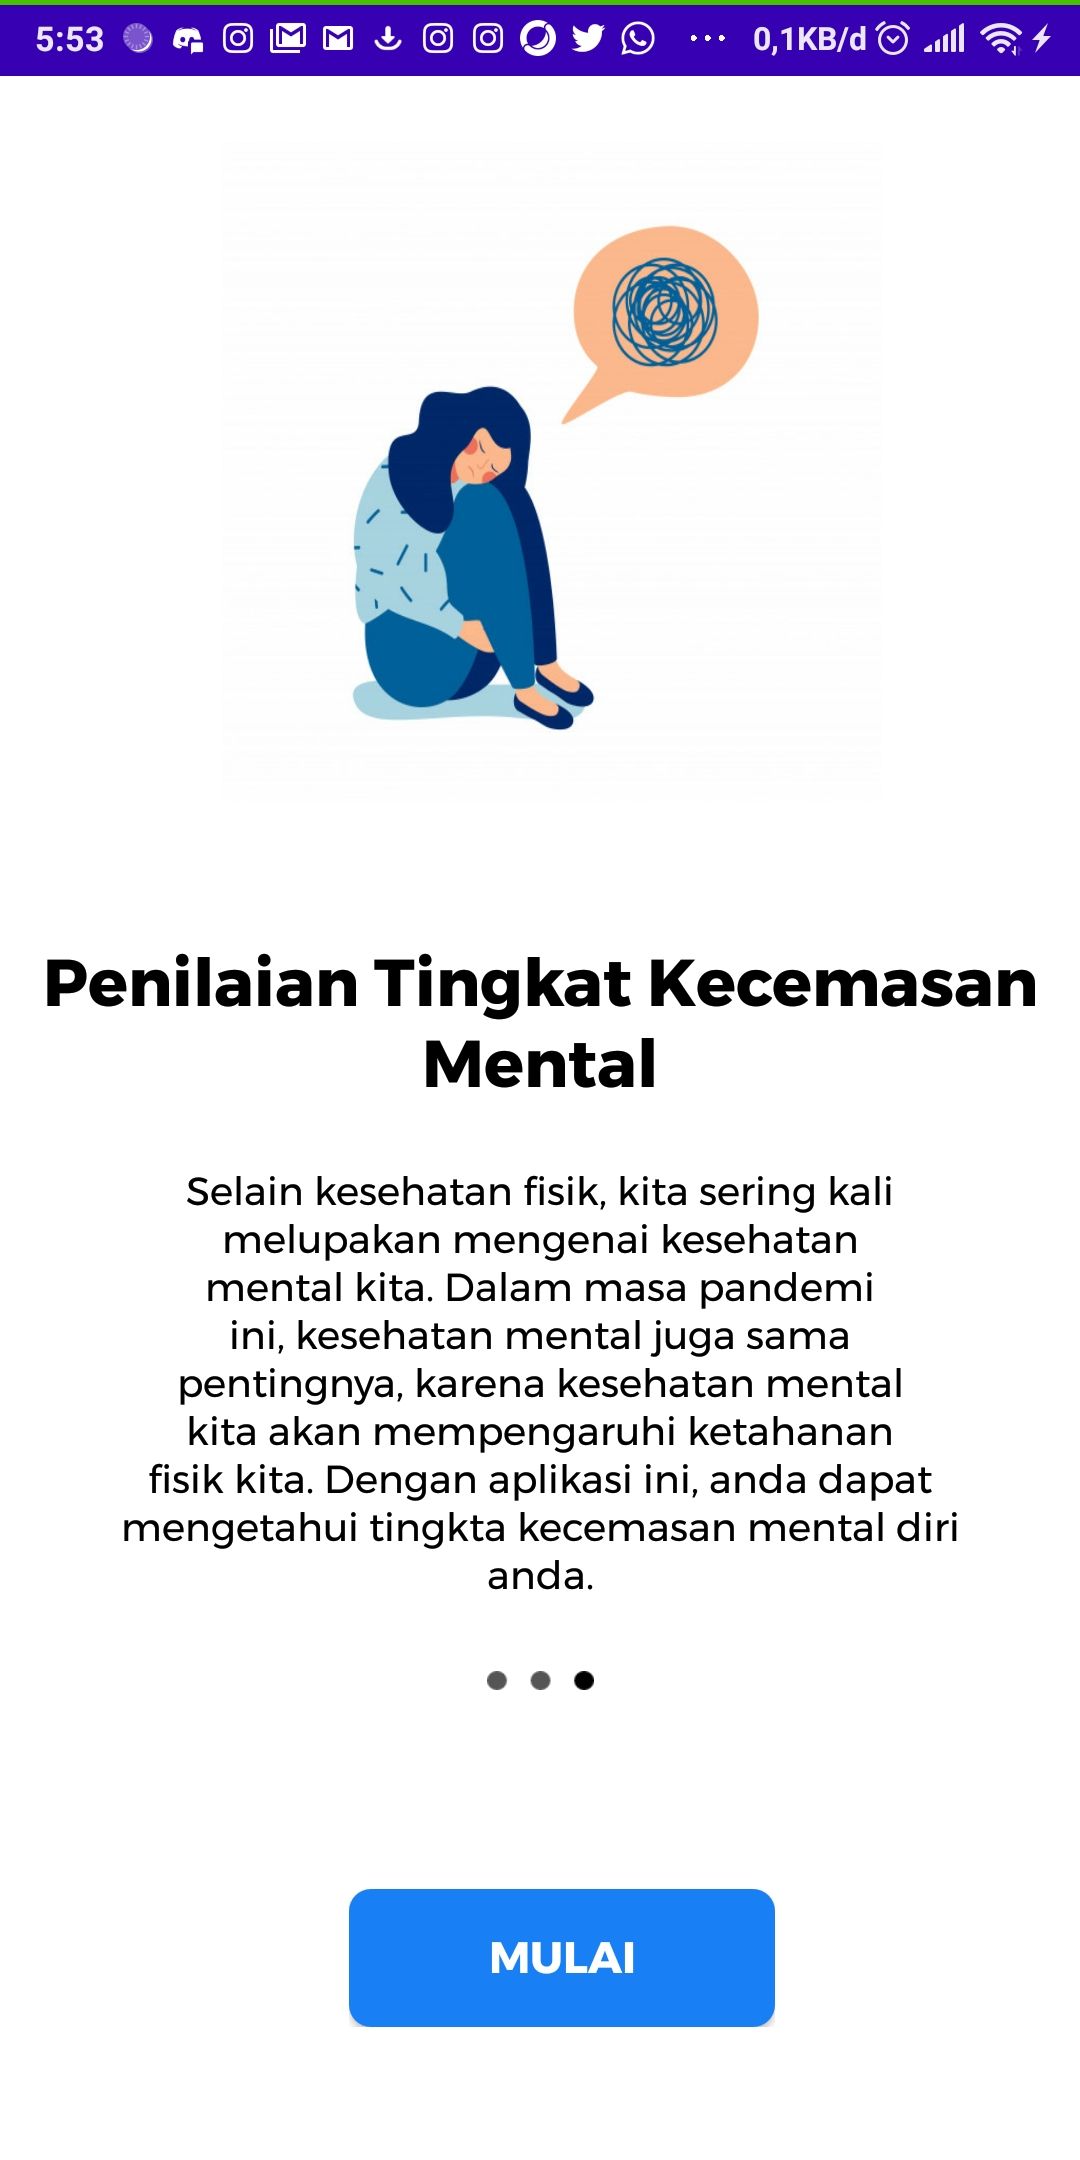 5:53 0,1KB/d
Penilaian Tingkat Kecemasan
Mental
Selain kesehatan fisik, kita sering kali
melupakan mengenai kesehatan
mental kita. Dalam masa pandemi
ini, kesehatan mental juga sama
pentingnya, karena kesehatan mental
kita akan mempengaruhi ketahanan
fisik kita. Dengan aplikasi ini, anda dapat
mengetahui tingkta kecemasan mental diri
anda.
MULAI